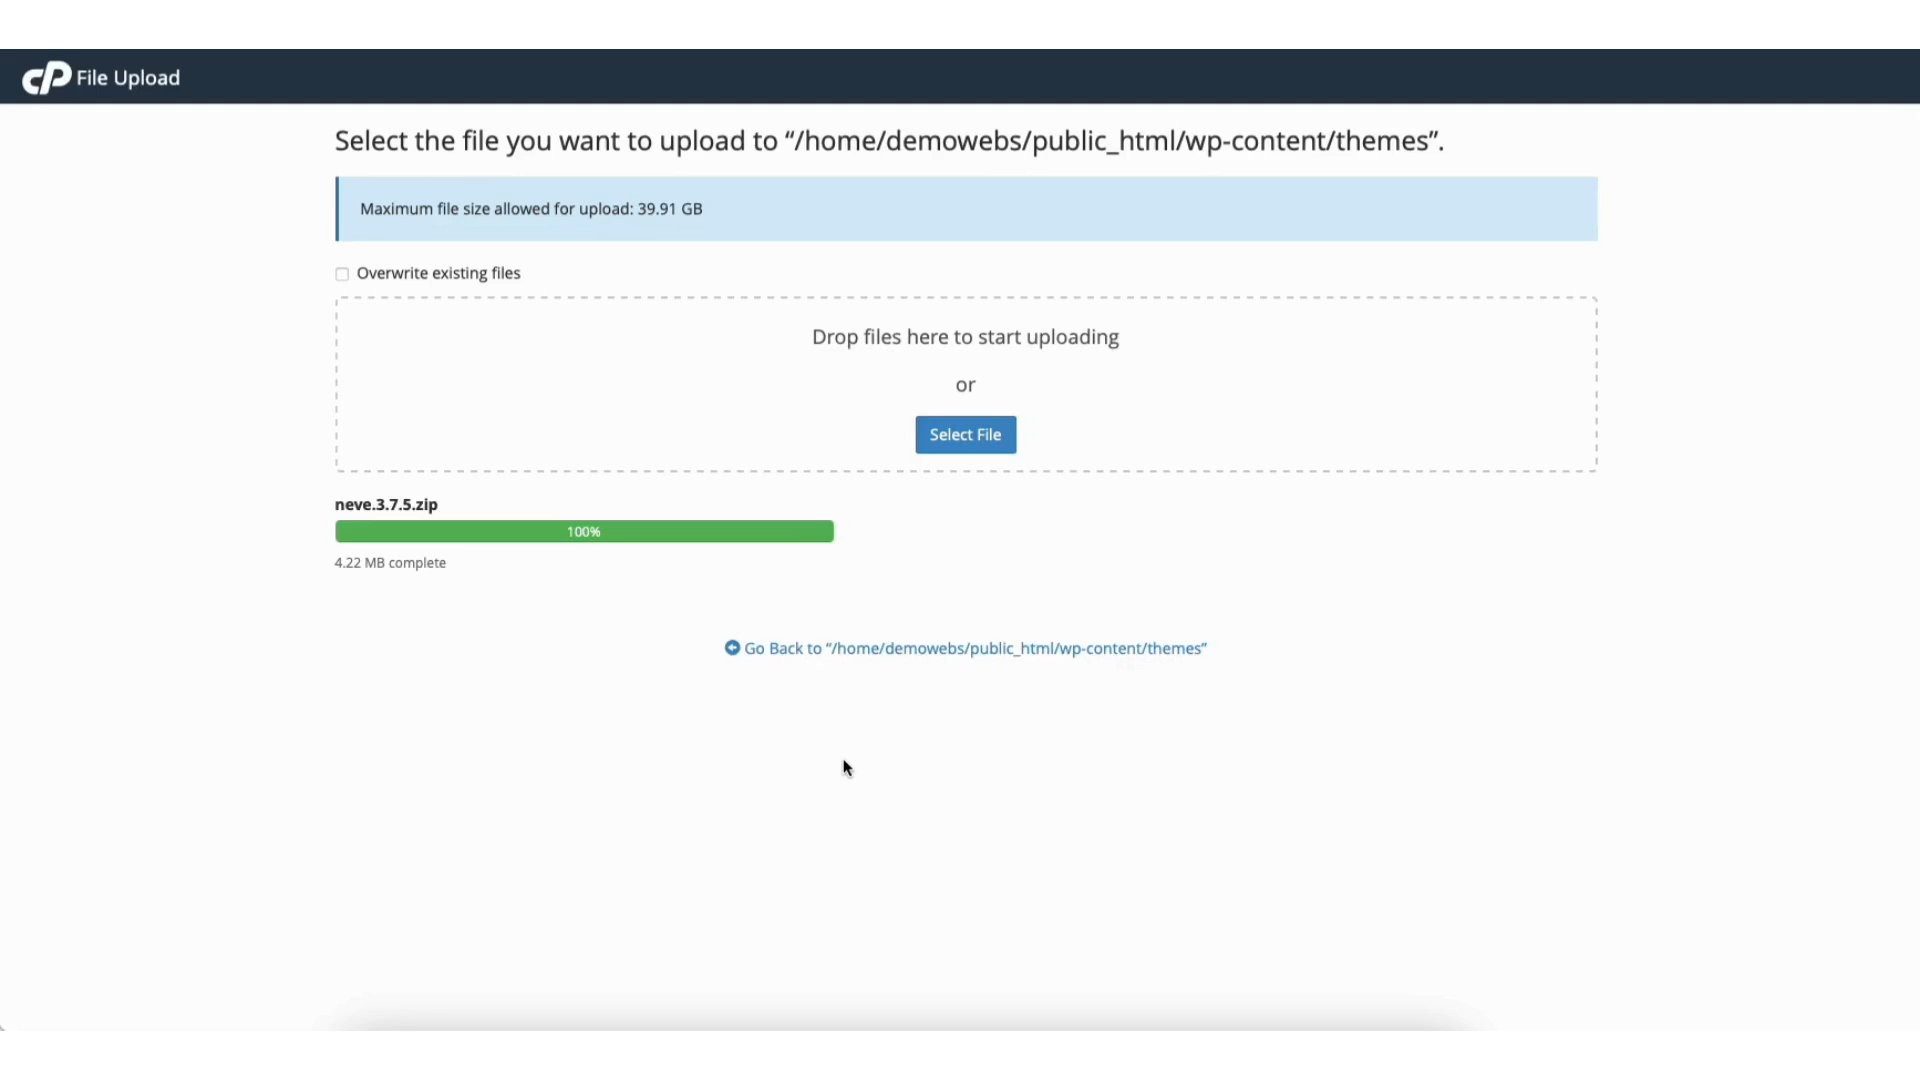 cP File Upload
Select the file you want to upload to “/home/demowebs/public_html/wp-content/themes”.
Maximum file size allowed for upload: 39.91 GB
Overwrite existing files
Drop files here to start uploading
or
Select File
neve.3.7.5.zip
100%
4.22 MB complete
Go Back to “/home/demowebs/public_html/wp-content/themes”